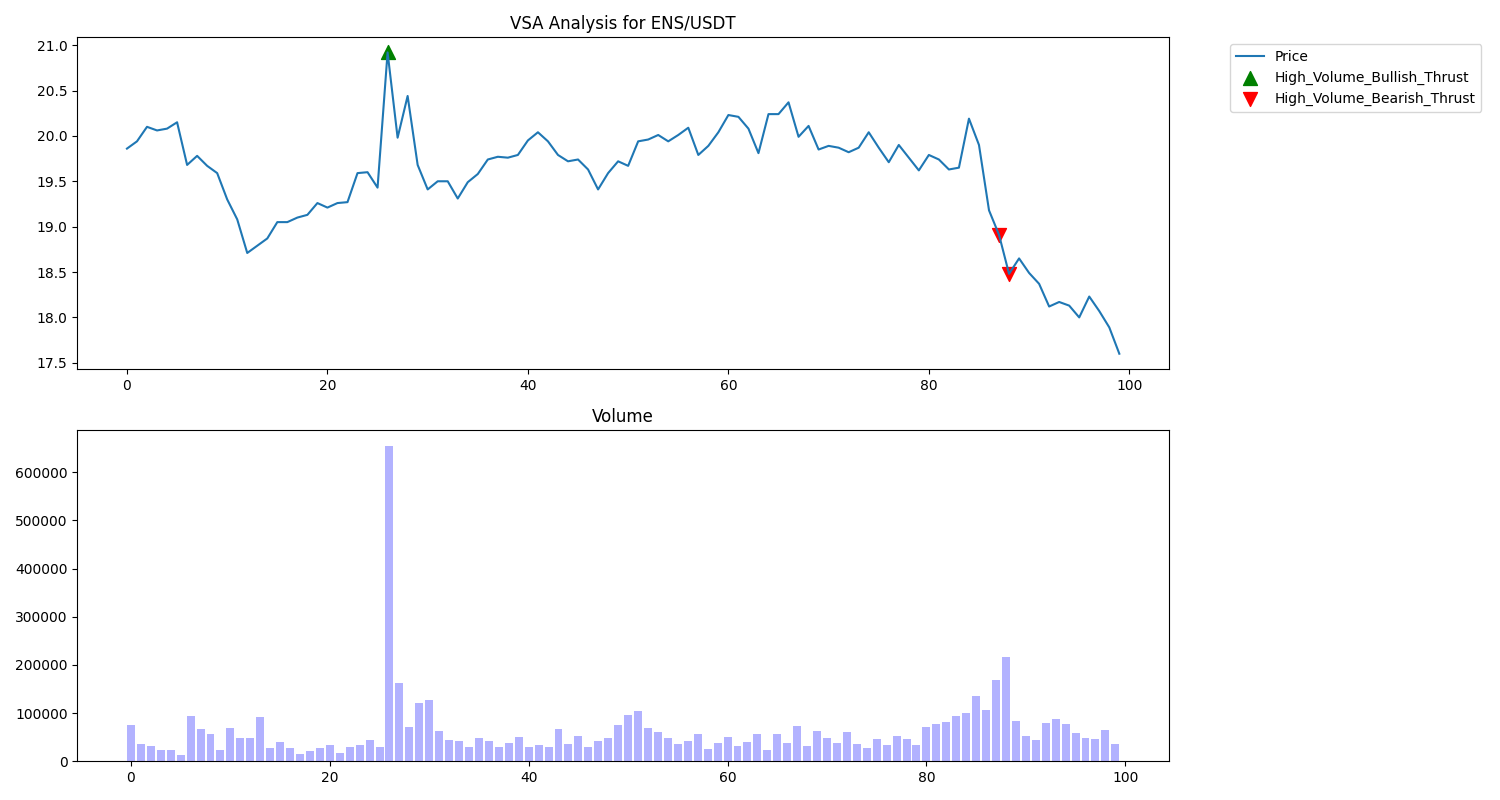 VSA Analysis for ENS/USDT
21.0
20.5
20.0
19.5
19.0
18.5
18.0
17.5
0 20 40 60 80 100
Price
High_Volume_Bullish_Thrust
High_Volume_Bearish_Thrust
Volume
600000
500000
400000
300000
200000
100000
0
0 20 40 60 80 100